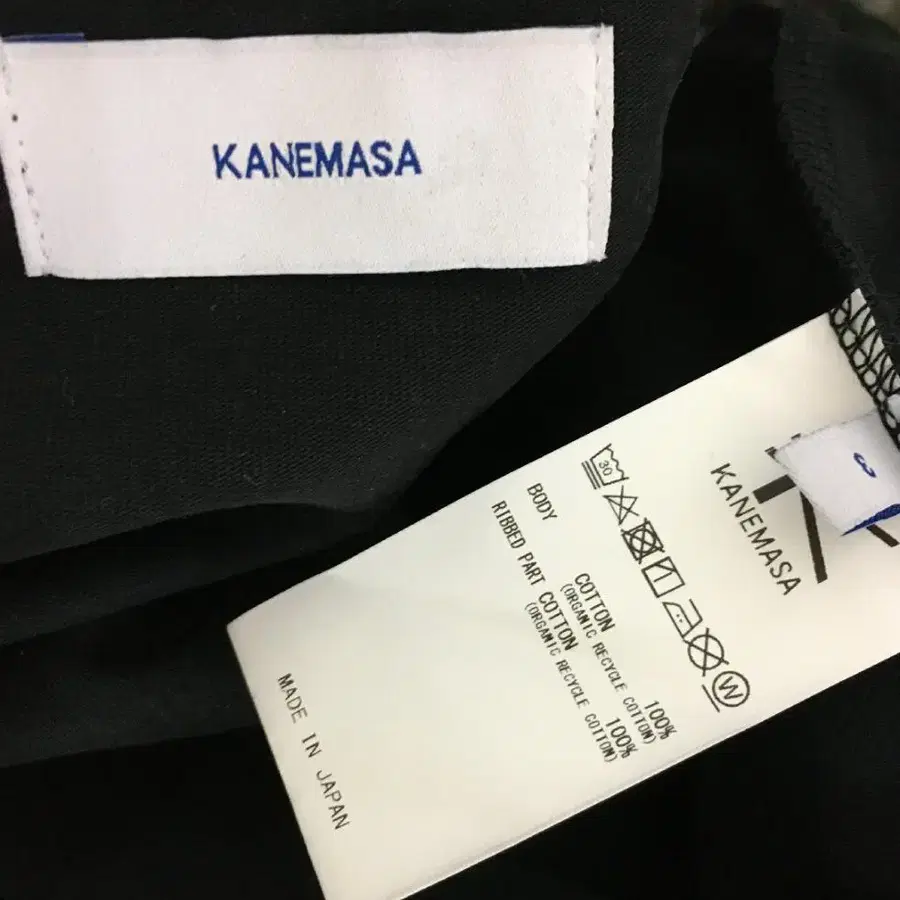 KANEMASA
KANEMASA
3
30
W
BODY COTTON 100%
(ORGANIC RECYCLE COTTON)
RIBBED PART COTTON 100%
(ORGANIC RECYCLE COTTON)
MADE IN JAPAN